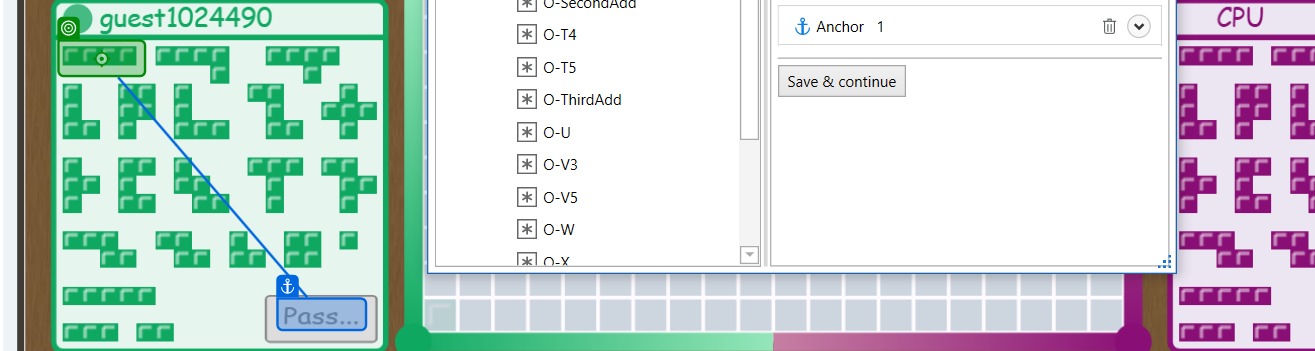 guest1024490
Pass...
O-SecondAdd
O-T4
O-T5
O-ThirdAdd
O-U
O-V3
O-V5
O-W
O-X
Anchor 1
Save & continue
CPU